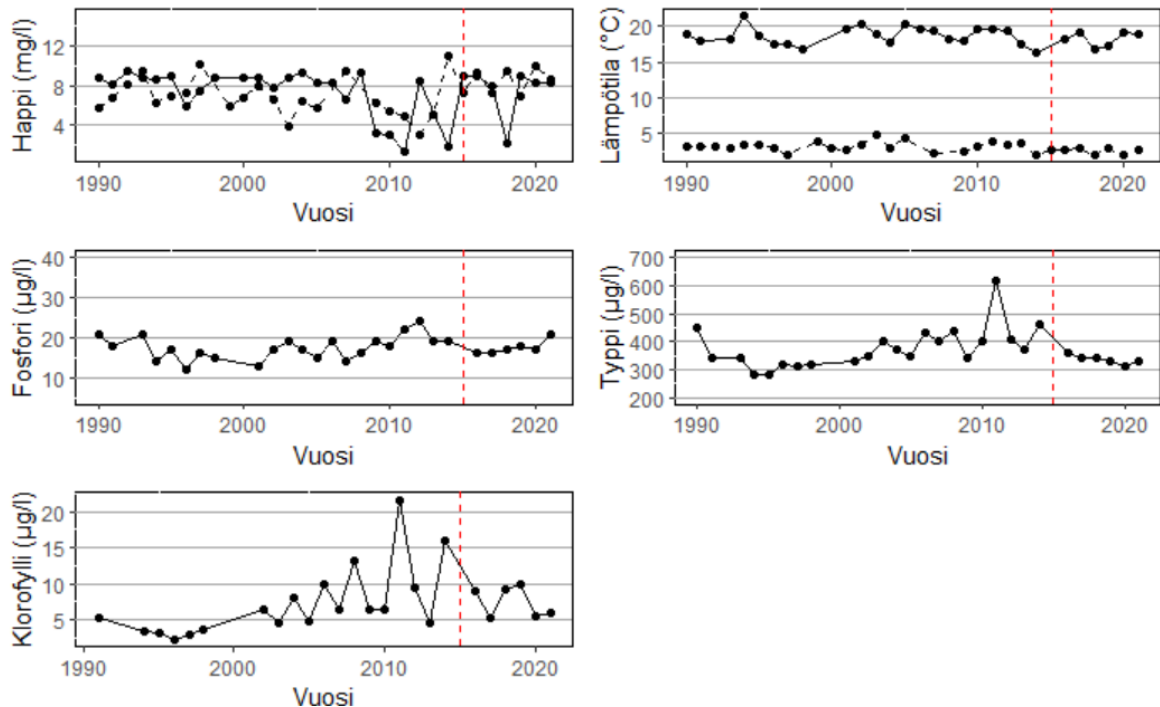 Happi (mg/l)
12
8
4
1990 2000 2010 2020
Vuosi
Lämpötila (°C)
20
15
10
5
1990 2000 2010 2020
Vuosi
Fosfori (µg/l)
40
30
20
10
1990 2000 2010 2020
Vuosi
Typpi (µg/l)
700
600
500
400
300
200
1990 2000 2010 2020
Vuosi
Klorofylli (µg/l)
20
15
10
5
1990 2000 2010 2020
Vuosi